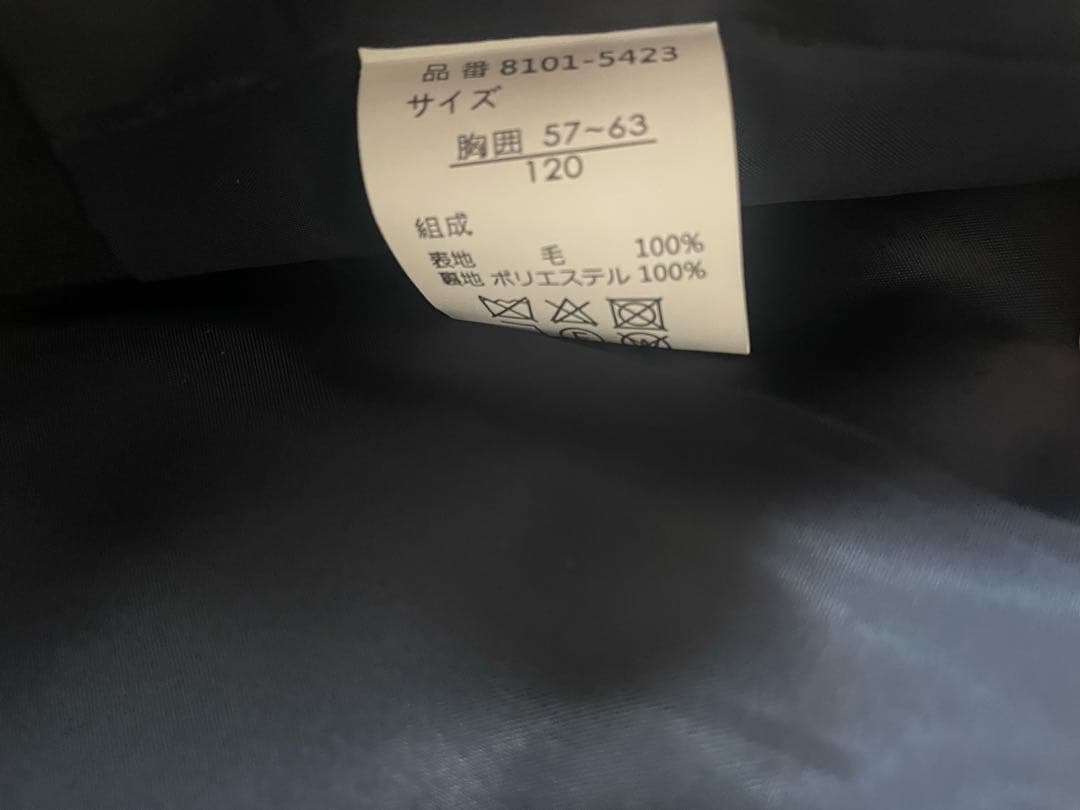 品番 8101-5423
サイズ
胸囲 57~63
120
組成
表地 毛 100%
裏地 ポリエステル 100%